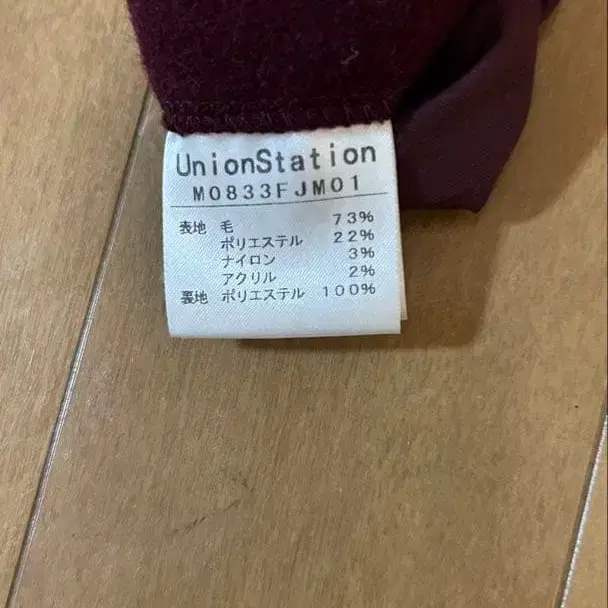 UnionStation
M0833FJM01
表地 毛 73%
ポリエステル 22%
ナイロン 3%
アクリル 2%
裏地 ポリエステル 100%